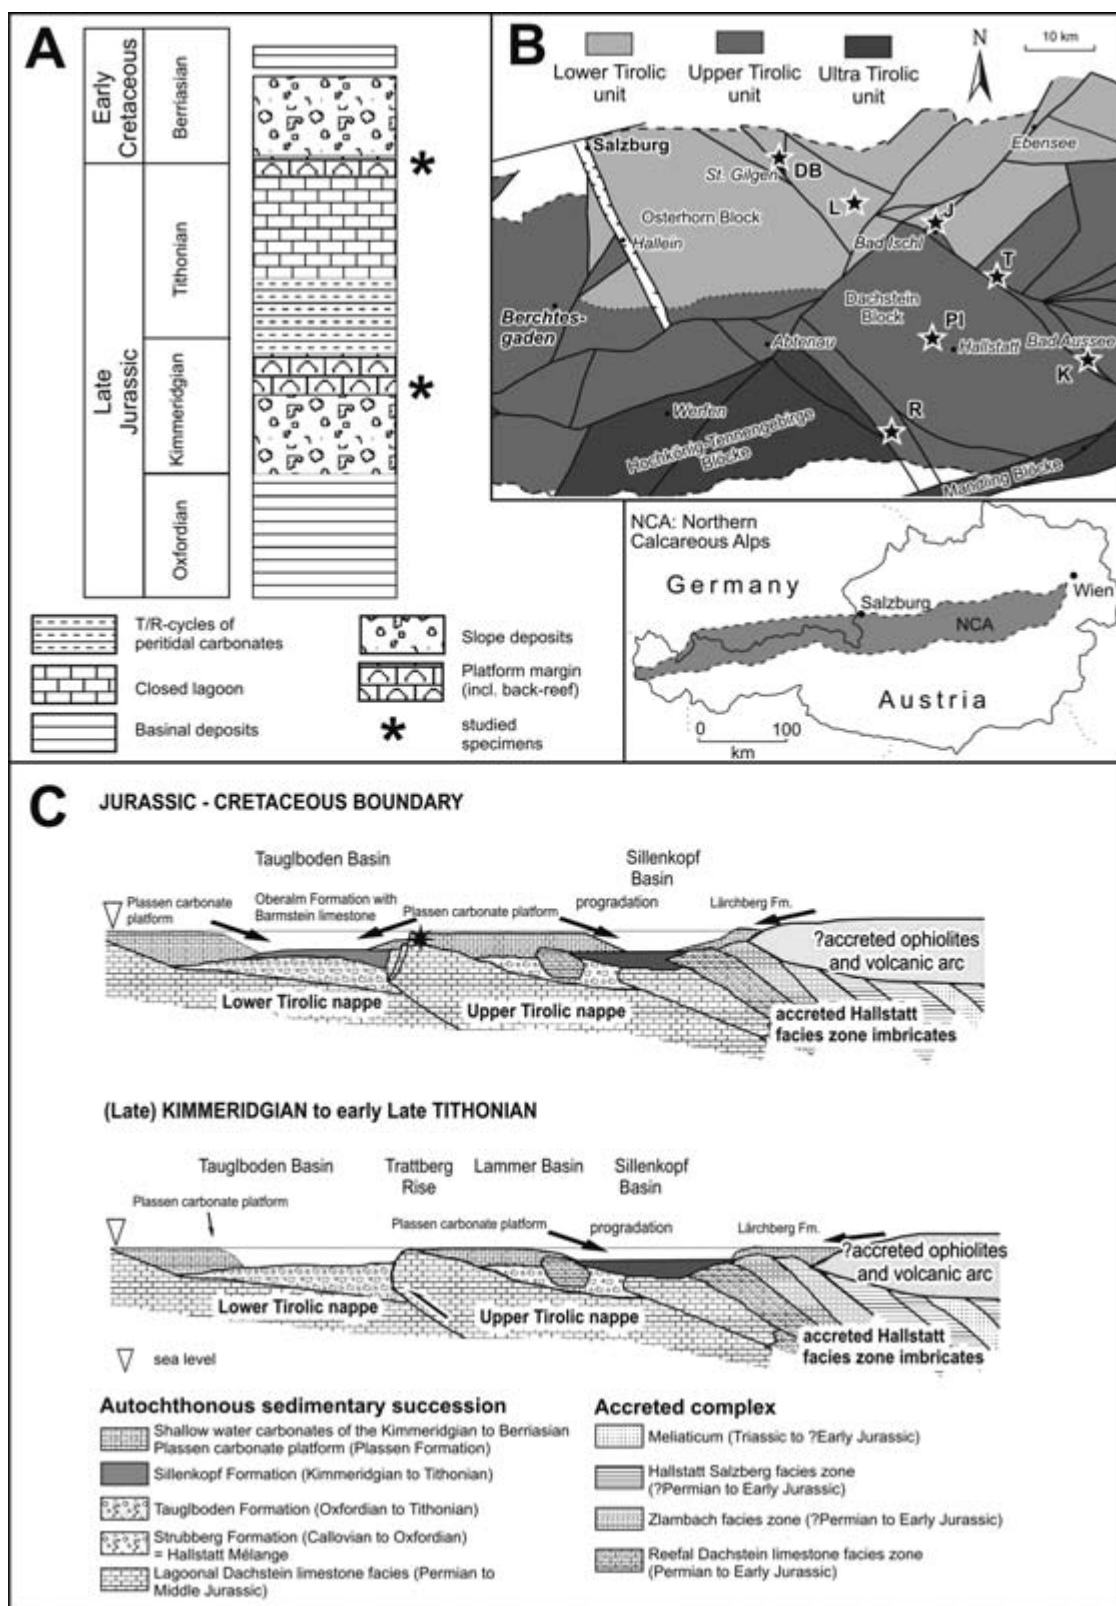 A
Early
Cretaceous
Berriasian
Late
Jurassic
Tithonian
Kimmeridgian
Oxfordian
*
*
T/R-cycles of
peritidal carbonates
Closed lagoon
Basinal deposits
Slope deposits
Platform margin
(incl. back-reef)
*
studied
specimens
B
Lower Tirolic
unit
Upper Tirolic
unit
Ultra Tirolic
unit
N
10 km
Salzburg
St. Gilgen
DB
Ebensee
L
J
Osterhorn Block
Bad Ischl
Hallein
T
Dachstein
Block
Berchtes-
gaden
Pl
Abtenau
Hallstatt
Bad Aussee
K
Werfen
R
Hochkönig-Tennengebirge
Blöcke
Mandling Blöcke
NCA: Northern
Calcareous Alps
Germany
Salzburg
Wien
NCA
Austria
0 100
km
C
JURASSIC - CRETACEOUS BOUNDARY
Tauglboden Basin
Sillenkopf
Basin
Plassen carbonate
platform
Oberalm Formation with
Barmstein limestone
Plassen carbonate platform
progradation
Lärchberg Fm.
?accreted ophiolites
and volcanic arc
Lower Tirolic nappe
Upper Tirolic nappe
accreted Hallstatt
facies zone imbricates
(Late) KIMMERIDGIAN to early Late TITHONIAN
Tauglboden Basin
Trattberg
Rise
Lammer Basin
Sillenkopf
Basin
Plassen carbonate platform
Plassen carbonate platform
progradation
Lärchberg Fm.
?accreted ophiolites
and volcanic arc
Lower Tirolic nappe
Upper Tirolic nappe
accreted Hallstatt
facies zone imbricates
sea level
Autochthonous sedimentary succession
Shallow water carbonates of the Kimmeridgian to Berriasian
Plassen carbonate platform (Plassen Formation)
Sillenkopf Formation (Kimmeridgian to Tithonian)
Tauglboden Formation (Oxfordian to Tithonian)
Strubberg Formation (Callovian to Oxfordian)
= Hallstatt Mélange
Lagoonal Dachstein limestone facies (Permian to
Middle Jurassic)
Accreted complex
Meliaticum (Triassic to ?Early Jurassic)
Hallstatt Salzberg facies zone
(?Permian to Early Jurassic)
Zlambach facies zone (?Permian to Early Jurassic)
Reefal Dachstein limestone facies zone
(Permian to Early Jurassic)